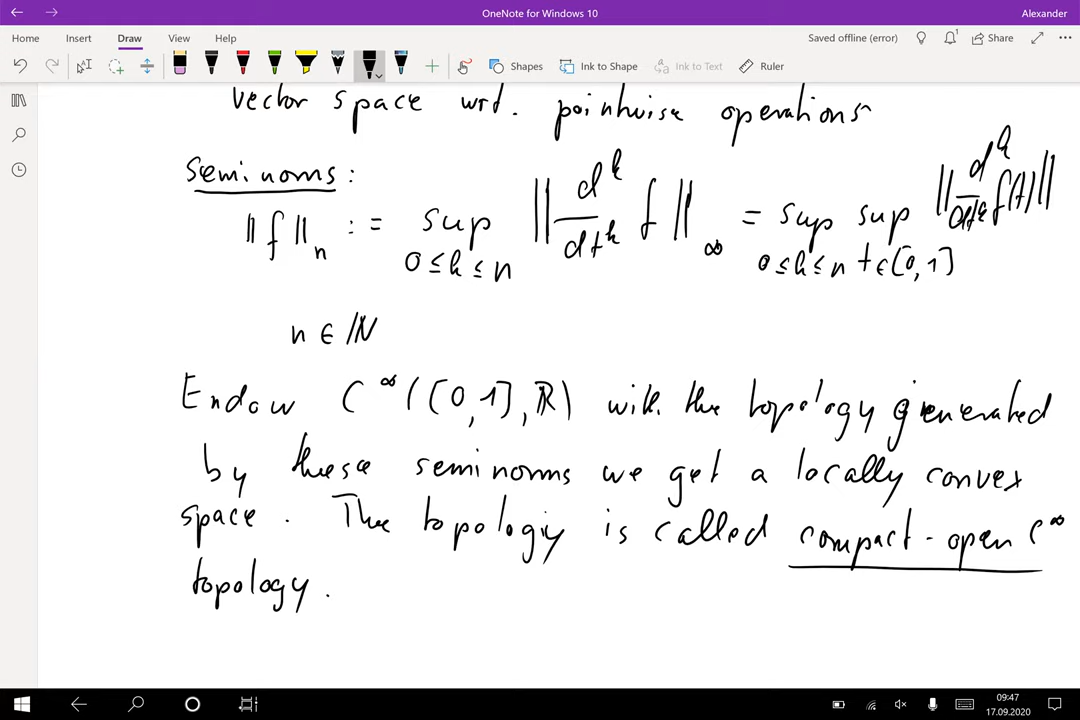 OneNote for Windows 10
Alexander
Home Insert Draw View Help
Saved offline (error)
Share
Shapes
Ink to Shape
Ink to Text
Ruler
vector space wrt. pointwise operations
Seminorms:
‖f‖_n := sup_{0≤k≤n} ‖d^k/dt^k f‖_∞ = sup_{0≤k≤n} sup_{t∈[0,1]} ‖d^k/dt^k f(t)‖
n ∈ ℕ
Endow C^∞([0,1],ℝ) with the topology generated
by these seminorms we get a locally convex
space. The topologiy is called compact-open C^∞
topology.
09:47
17.09.2020